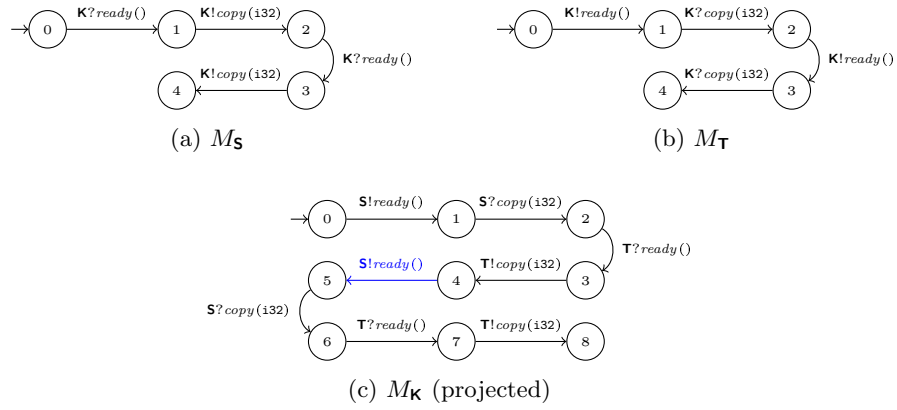 K?ready() K!copy(i32) K?ready() K?copy(i32)
0 1 2 0 1 2
K?ready() K!ready()
K!copy(i32) K?copy(i32)
4 3 4 3
(a) M_S (b) M_T
S!ready() S?copy(i32)
0 1 2
T?ready()
S!ready() T!copy(i32)
5 4 3
S?copy(i32)
T?ready() T!copy(i32)
6 7 8
(c) M_K (projected)